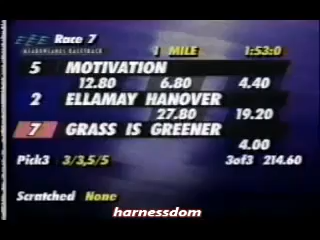 Race 7
MEADOWLANDS RACETRACK
1 MILE 1:53:0
5 MOTIVATION
12.80 6.80 4.40
2 ELLAMAY HANOVER
27.80 19.20
7 GRASS IS GREENER
4.00
Pick3 3/3,5/5 3of3 214.60
Scratched None
harnessdom